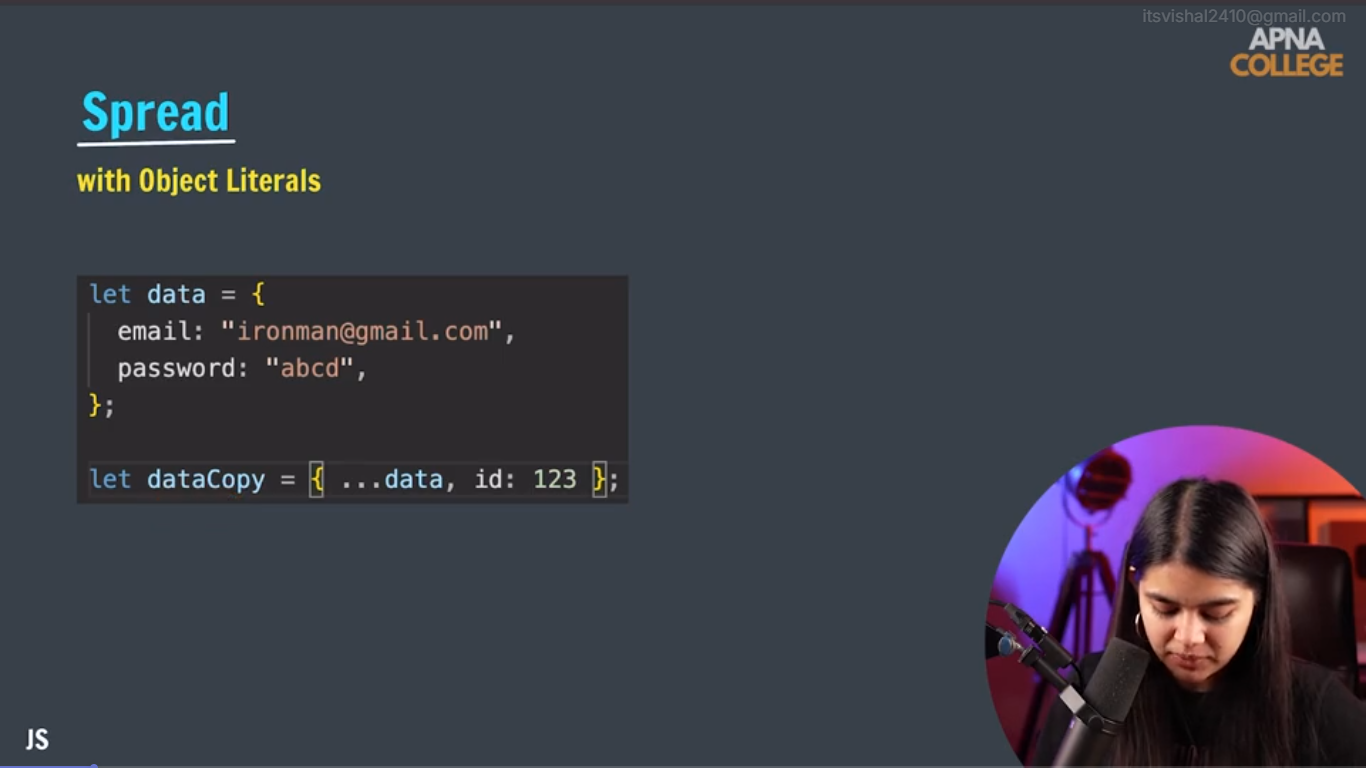 itsvishal2410@gmail.com
APNA
COLLEGE
Spread
with Object Literals
let data = {
  email: "ironman@gmail.com",
  password: "abcd",
};
let dataCopy = { ...data, id: 123 };
JS